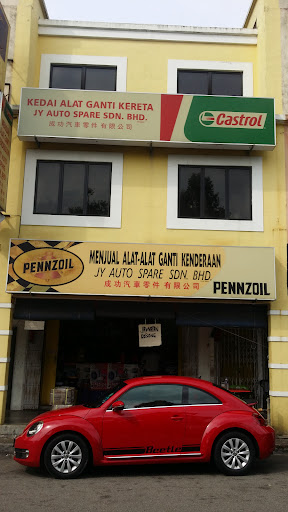 KEDAI ALAT GANTI KERETA
JY AUTO SPARE SDN. BHD.
成功汽車零件有限公司
Castrol
PENNZOIL
MENJUAL ALAT-ALAT GANTI KENDERAAN
JY AUTO SPARE SDN. BHD.
成功汽車零件有限公司
PENNZOIL
Beetle